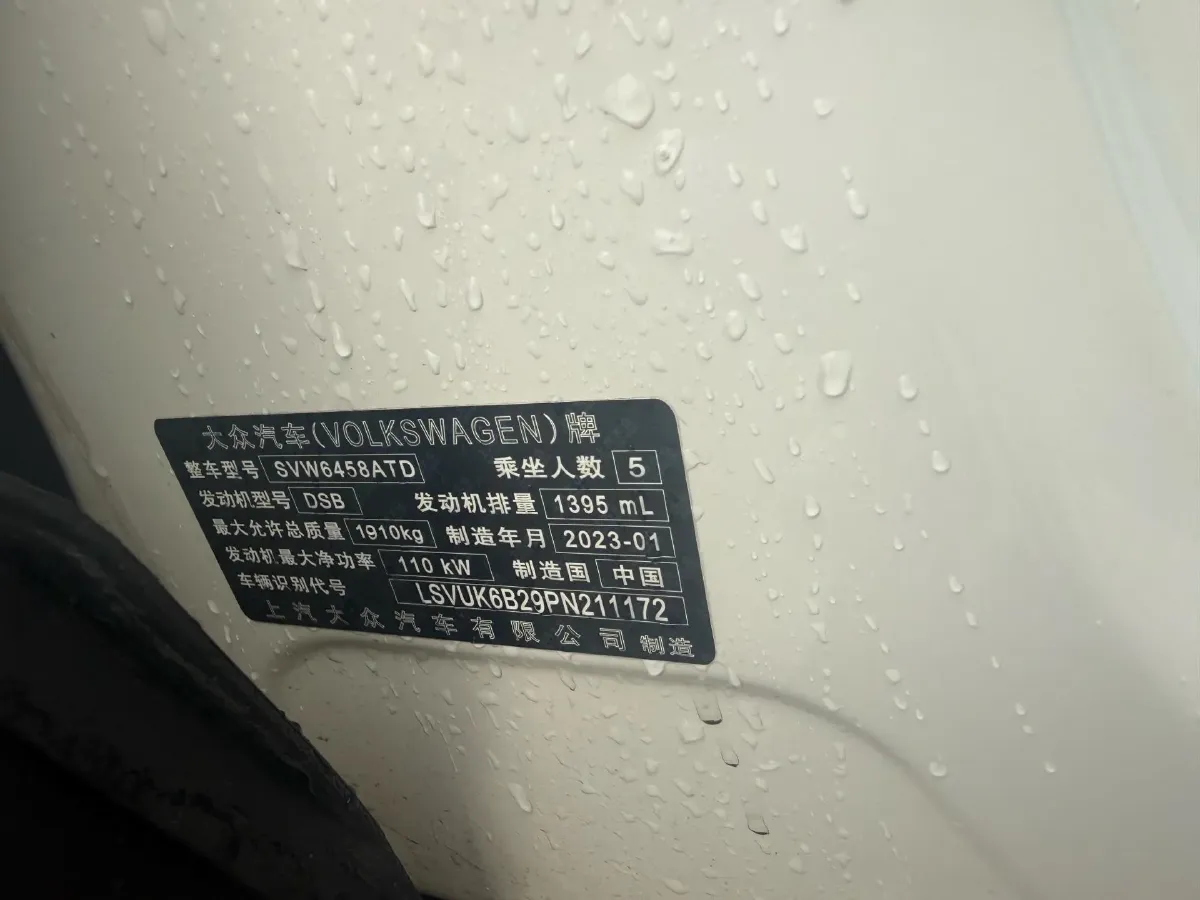 大众汽车(VOLKSWAGEN)牌
整车型号 SVW6458ATD 乘坐人数 5
发动机型号 DSB 发动机排量 1395 mL
最大允许总质量 1910kg 制造年月 2023-01
发动机最大净功率 110 kW 制造国 中国
车辆识别代号 LSVUK6B29PN211172
上汽大众汽车有限公司制造